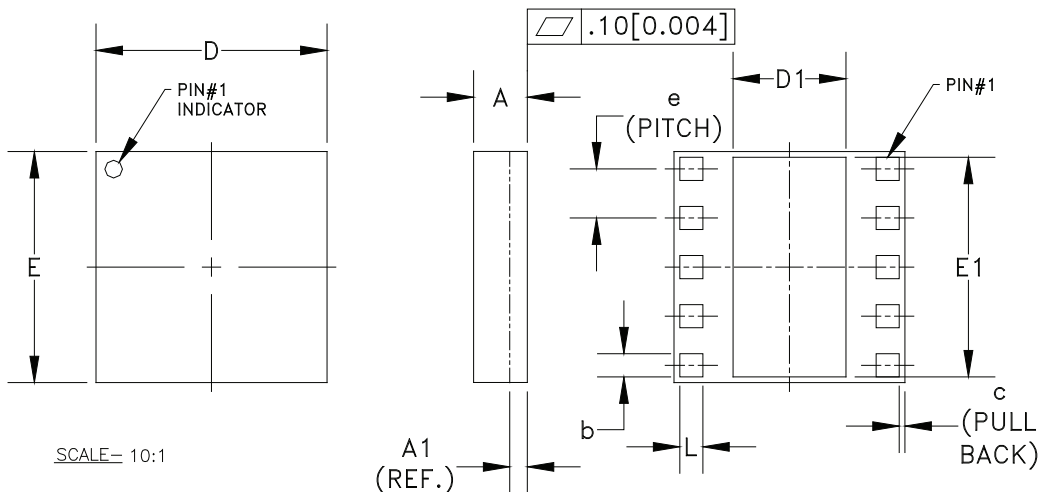 .10[0.004]
D
A
D1
PIN#1
INDICATOR
e
(PITCH)
PIN#1
E
E1
b
L
c
(PULL
BACK)
A1
(REF.)
SCALE– 10:1